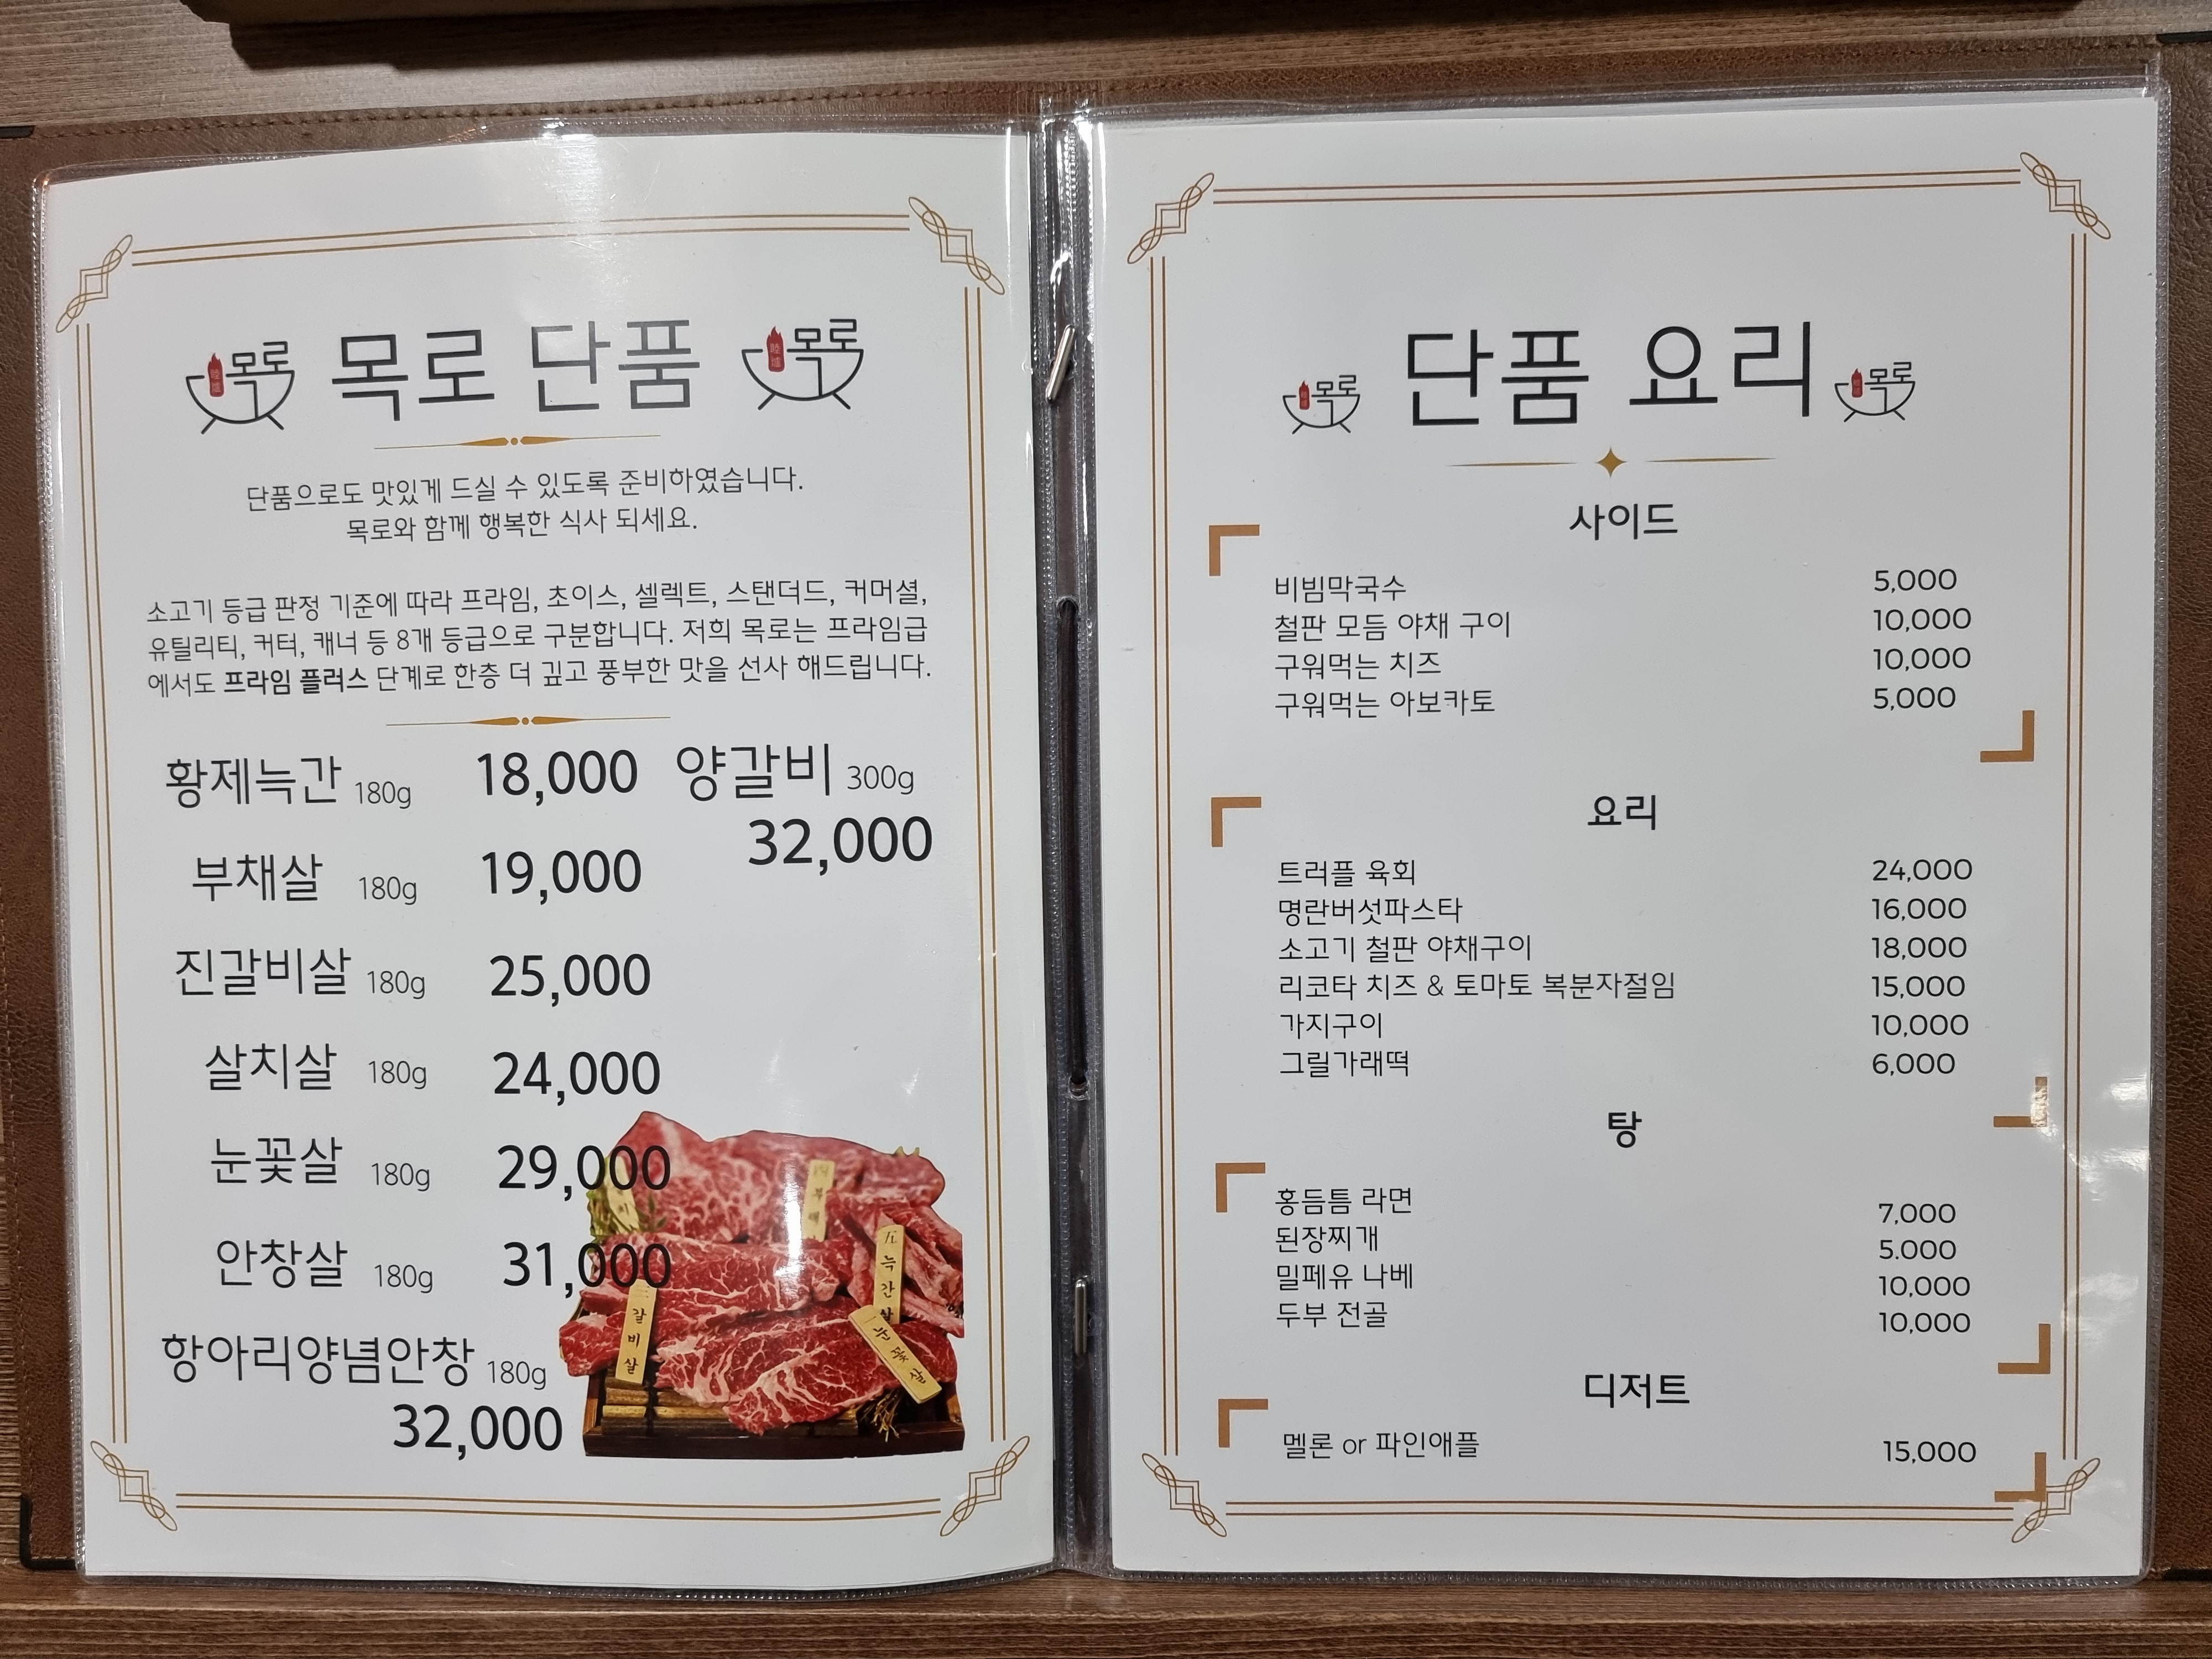 목로
목로 단품
목로
단품으로도 맛있게 드실 수 있도록 준비하였습니다.
목로와 함께 행복한 식사 되세요.
소고기 등급 판정 기준에 따라 프라임, 초이스, 셀렉트, 스탠더드, 커머셜,
유틸리티, 커터, 캐너 등 8개 등급으로 구분합니다. 저희 목로는 프라임급
에서도 프라임 플러스 단계로 한층 더 깊고 풍부한 맛을 선사 해드립니다.
황제늑간 180g 18,000
부채살 180g 19,000
진갈비살 180g 25,000
살치살 180g 24,000
눈꽃살 180g 29,000
안창살 180g 31,000
항아리양념안창 180g
32,000
양갈비 300g
32,000
갈비살
목로
단품 요리
목로
사이드
비빔막국수 5,000
철판 모듬 야채 구이 10,000
구워먹는 치즈 10,000
구워먹는 아보카토 5,000
요리
트러플 육회 24,000
명란버섯파스타 16,000
소고기 철판 야채구이 18,000
리코타 치즈 & 토마토 복분자절임 15,000
가지구이 10,000
그릴가래떡 6,000
탕
홍듬틈 라면 7,000
된장찌개 5.000
밀페유 나베 10,000
두부 전골 10,000
디저트
멜론 or 파인애플 15,000